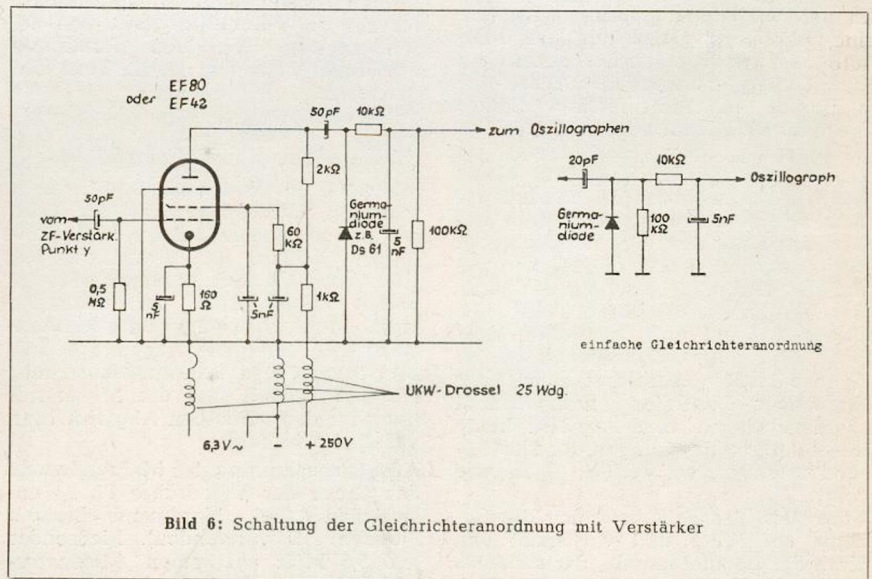 EF80
oder EF42
50pF
10kΩ
zum Oszillographen
2kΩ
50pF
vom
ZF-Verstärk.
Punkt y
Germa-
nium-
diode
z.B.
Ds 61
5
nF
100kΩ
60
kΩ
0,5
MΩ
5
nF
160
Ω
5nF
1kΩ
UKW-Drossel 25 Wdg.
6,3V~
-
+250V
20pF
10kΩ
Oszillograph
Germa-
nium-
diode
100
kΩ
5nF
einfache Gleichrichteranordnung
Bild 6: Schaltung der Gleichrichteranordnung mit Verstärker